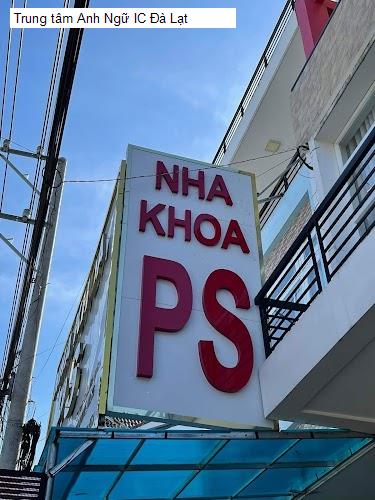 Trung tâm Anh Ngữ IC Đà Lạt
NHA
KHOA
PS